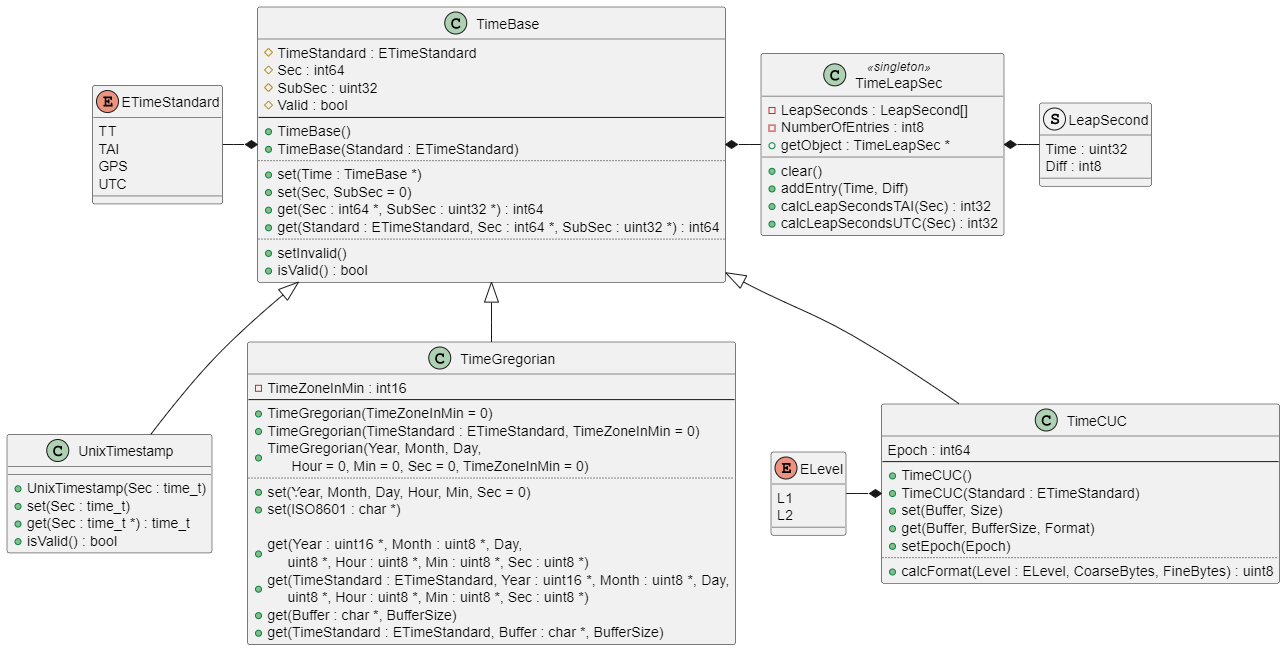 C TimeBase
TimeStandard : ETimeStandard
Sec : int64
SubSec : uint32
Valid : bool
TimeBase()
TimeBase(Standard : ETimeStandard)
set(Time : TimeBase *)
set(Sec, SubSec = 0)
get(Sec : int64 *, SubSec : uint32 *) : int64
get(Standard : ETimeStandard, Sec : int64 *, SubSec : uint32 *) : int64
setInvalid()
isValid() : bool
E ETimeStandard
TT
TAI
GPS
UTC
C «singleton»
TimeLeapSec
LeapSeconds : LeapSecond[]
NumberOfEntries : int8
getObject : TimeLeapSec *
clear()
addEntry(Time, Diff)
calcLeapSecondsTAI(Sec) : int32
calcLeapSecondsUTC(Sec) : int32
S LeapSecond
Time : uint32
Diff : int8
C UnixTimestamp
UnixTimestamp(Sec : time_t)
set(Sec : time_t)
get(Sec : time_t *) : time_t
isValid() : bool
C TimeGregorian
TimeZoneInMin : int16
TimeGregorian(TimeZoneInMin = 0)
TimeGregorian(TimeStandard : ETimeStandard, TimeZoneInMin = 0)
TimeGregorian(Year, Month, Day,
Hour = 0, Min = 0, Sec = 0, TimeZoneInMin = 0)
set(Year, Month, Day, Hour, Min, Sec = 0)
set(ISO8601 : char *)
get(Year : uint16 *, Month : uint8 *, Day,
uint8 *, Hour : uint8 *, Min : uint8 *, Sec : uint8 *)
get(TimeStandard : ETimeStandard, Year : uint16 *, Month : uint8 *, Day,
uint8 *, Hour : uint8 *, Min : uint8 *, Sec : uint8 *)
get(Buffer : char *, BufferSize)
get(TimeStandard : ETimeStandard, Buffer : char *, BufferSize)
E ELevel
L1
L2
C TimeCUC
Epoch : int64
TimeCUC()
TimeCUC(Standard : ETimeStandard)
set(Buffer, Size)
get(Buffer, BufferSize, Format)
setEpoch(Epoch)
calcFormat(Level : ELevel, CoarseBytes, FineBytes) : uint8